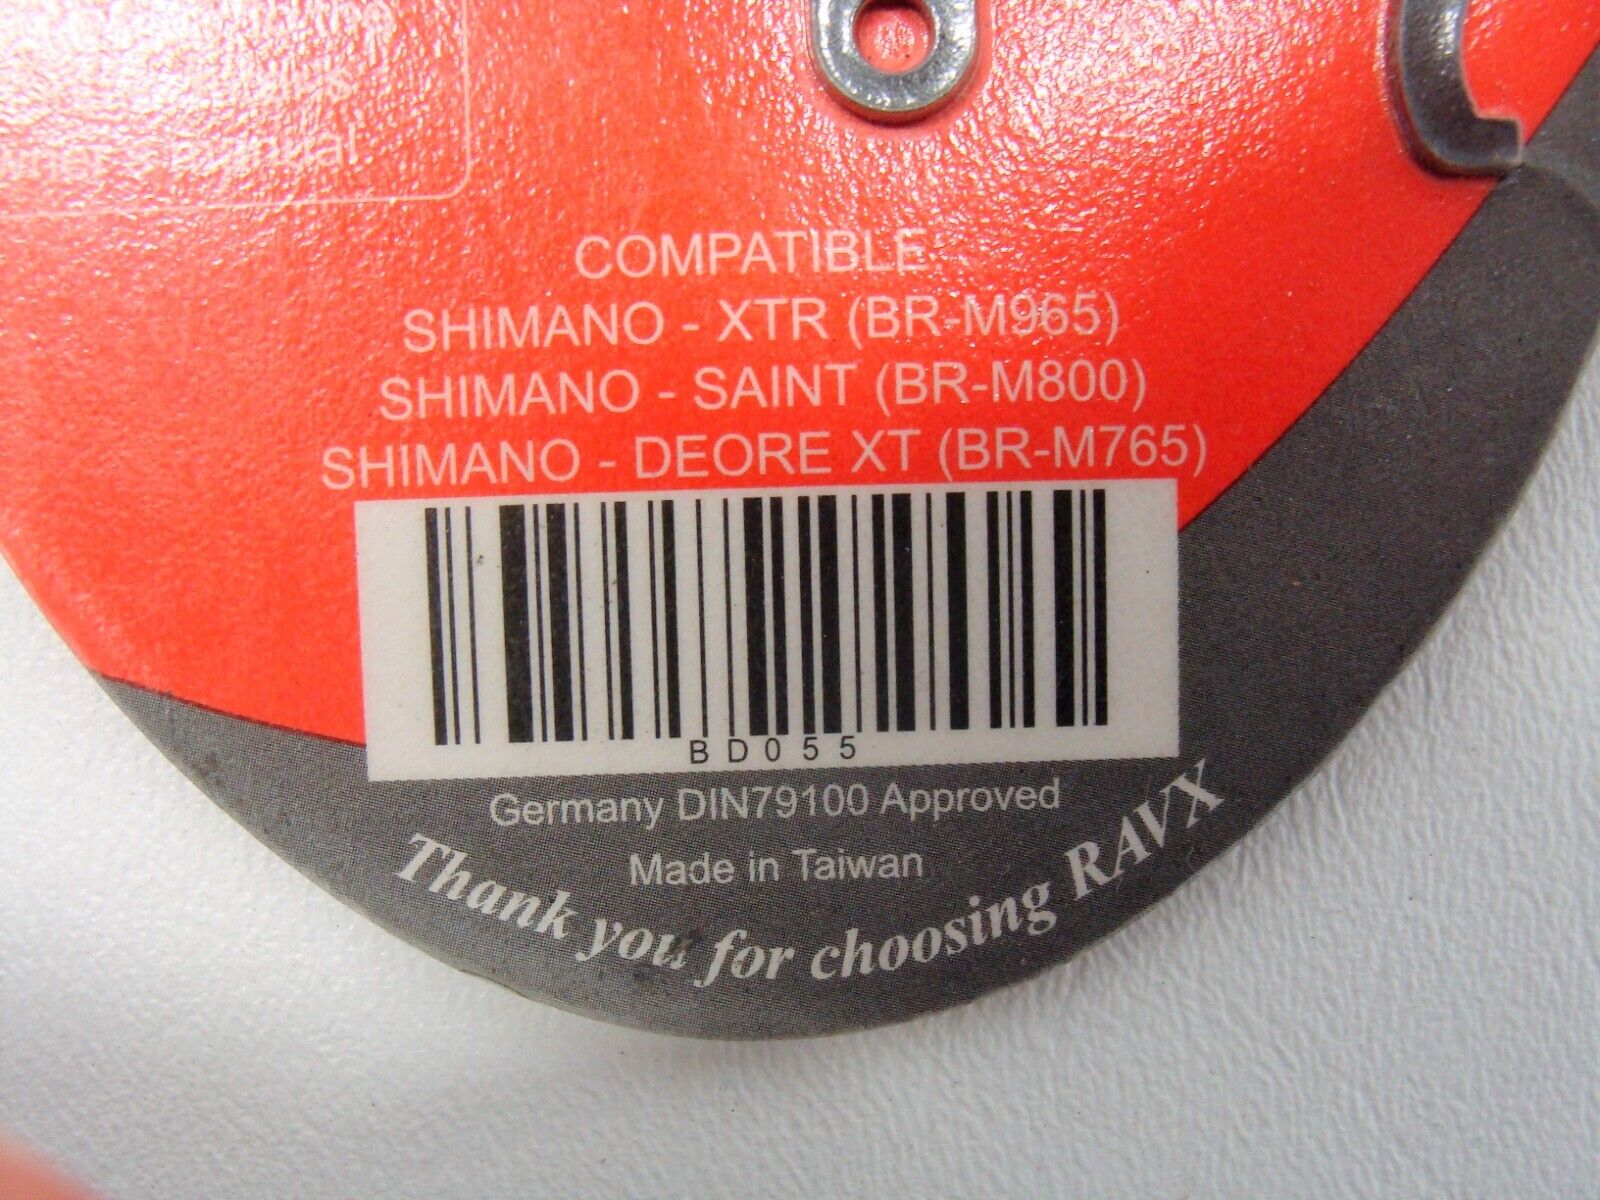 manual
COMPATIBLE:
SHIMANO - XTR (BR-M965)
SHIMANO - SAINT (BR-M800)
SHIMANO - DEORE XT (BR-M765)
BD055
Germany DIN79100 Approved
Made in Taiwan
Thank you for choosing RAVX